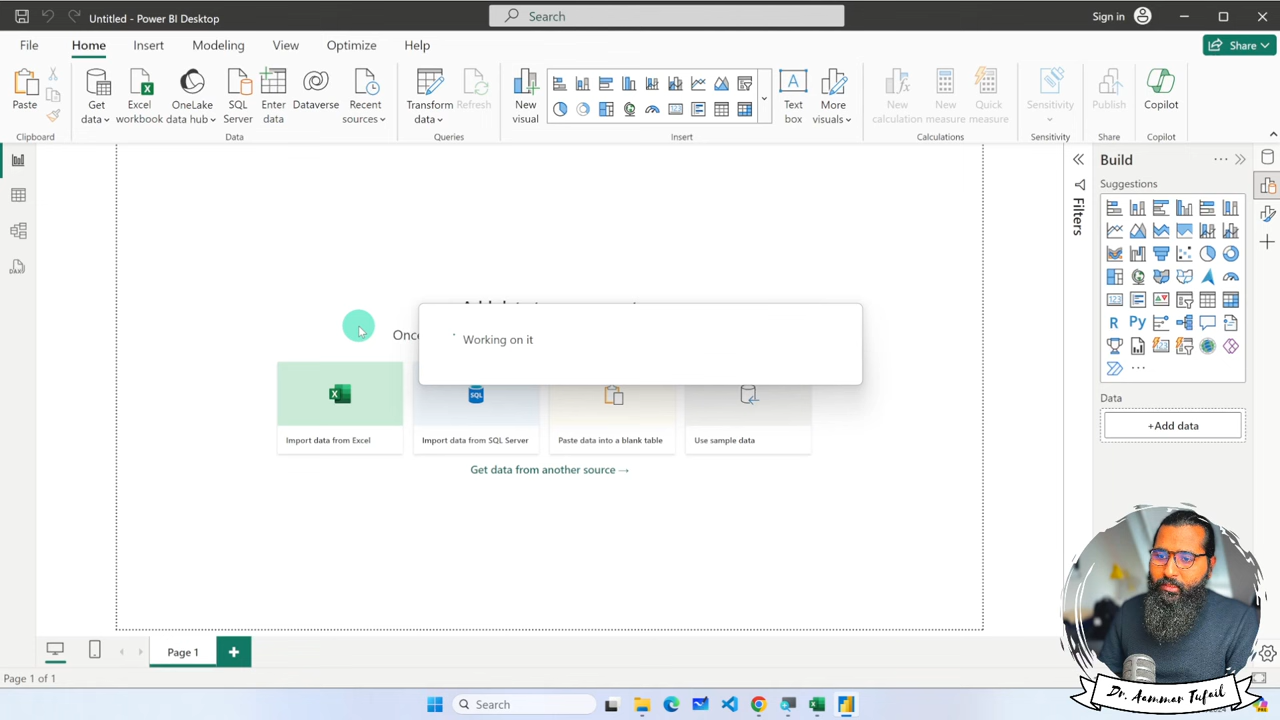 Untitled - Power BI Desktop
Search
Sign in
File
Home
Insert
Modeling
View
Optimize
Help
Share
Paste
Get data
Excel workbook
OneLake data hub
SQL Server
Enter data
Dataverse
Recent sources
Transform data
Refresh
New visual
Text box
More visuals
New calculation
New measure
Quick measure
Sensitivity
Publish
Copilot
Clipboard
Data
Queries
Insert
Calculations
Sensitivity
Share
Copilot
Build
Suggestions
Filters
Once
Working on it
SQL
R
Py
123
Data
+Add data
Import data from Excel
Import data from SQL Server
Paste data into a blank table
Use sample data
Get data from another source →
Page 1
Page 1 of 1
Search
Dr. Aammar Tufail